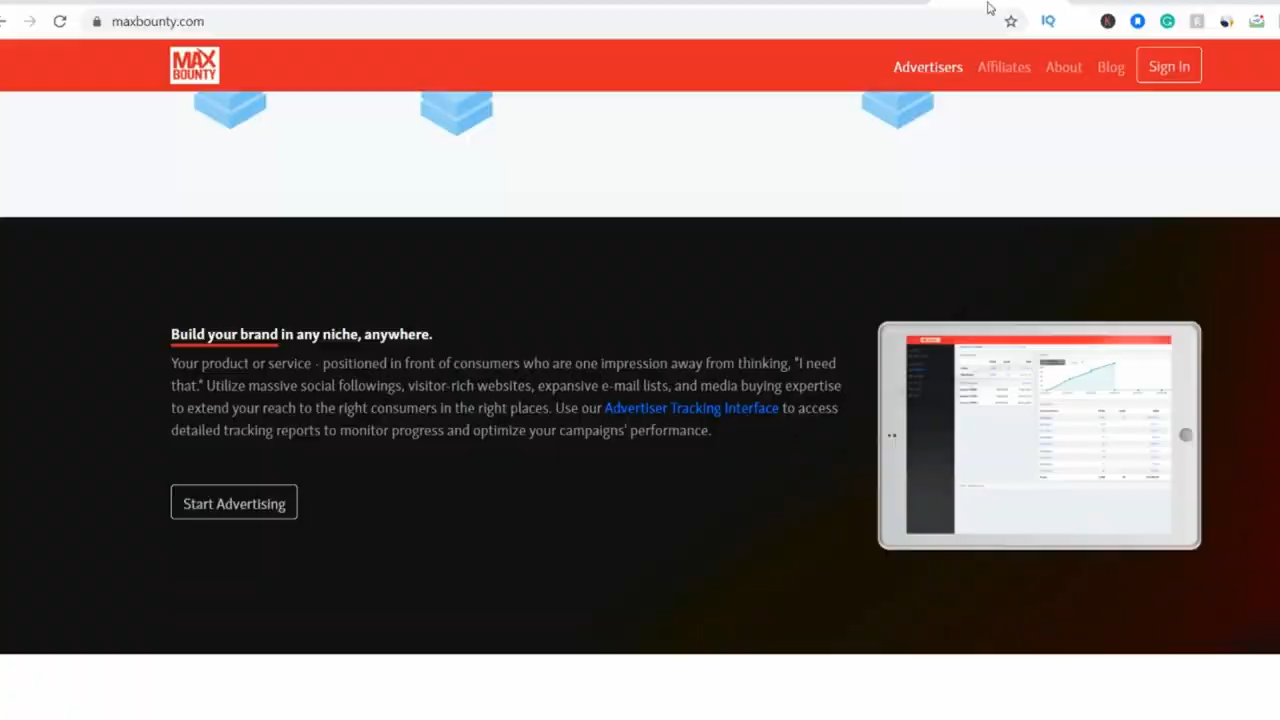 maxbounty.com
IQ
MAX
BOUNTY
Advertisers Affiliates About Blog Sign In
Build your brand in any niche, anywhere.
Your product or service - positioned in front of consumers who are one impression away from thinking, "I need
that." Utilize massive social followings, visitor-rich websites, expansive e-mail lists, and media buying expertise
to extend your reach to the right consumers in the right places. Use our Advertiser Tracking Interface to access
detailed tracking reports to monitor progress and optimize your campaigns' performance.
Start Advertising